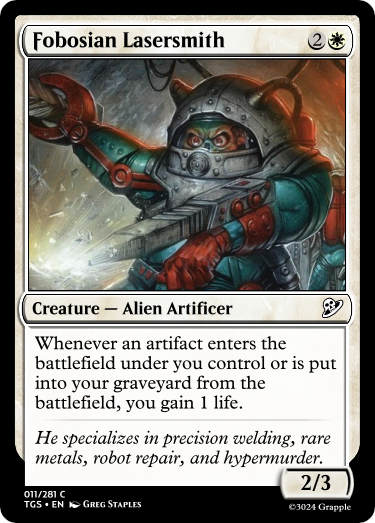 Fobosian Lasersmith 2
Creature — Alien Artificer
Whenever an artifact enters the
battlefield under you control or is put
into your graveyard from the
battlefield, you gain 1 life.
He specializes in precision welding, rare
metals, robot repair, and hypermurder.
2/3
011/281 C
TGS • EN Greg Staples
©3024 Grapple